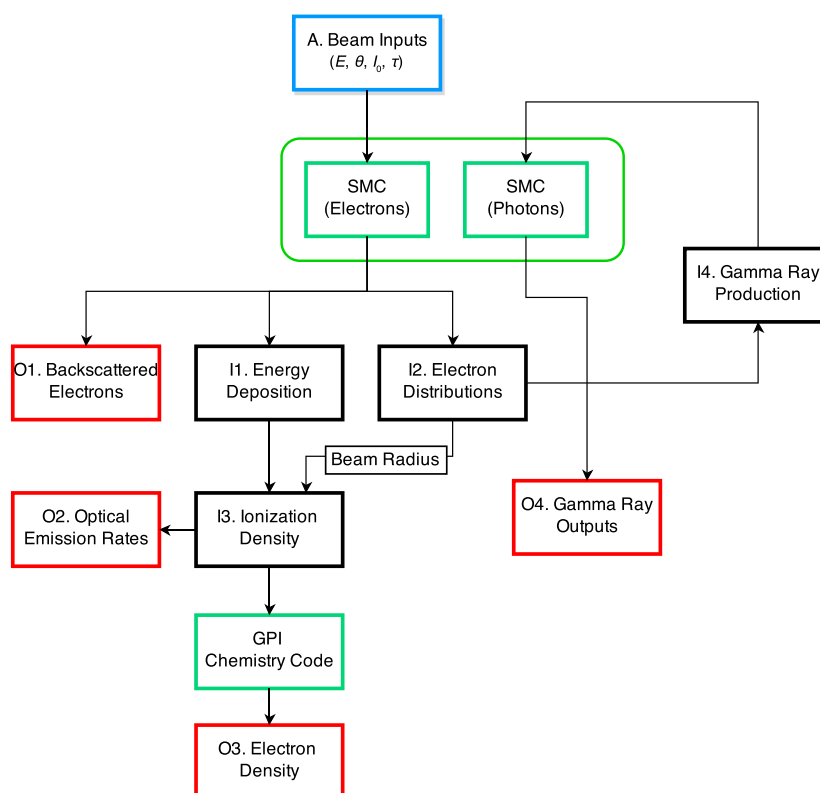 A. Beam Inputs
(E, θ, I₀, τ)
SMC
(Electrons)
SMC
(Photons)
I4. Gamma Ray
Production
O1. Backscattered
Electrons
I1. Energy
Deposition
I2. Electron
Distributions
Beam Radius
O2. Optical
Emission Rates
I3. Ionization
Density
O4. Gamma Ray
Outputs
GPI
Chemistry Code
O3. Electron
Density